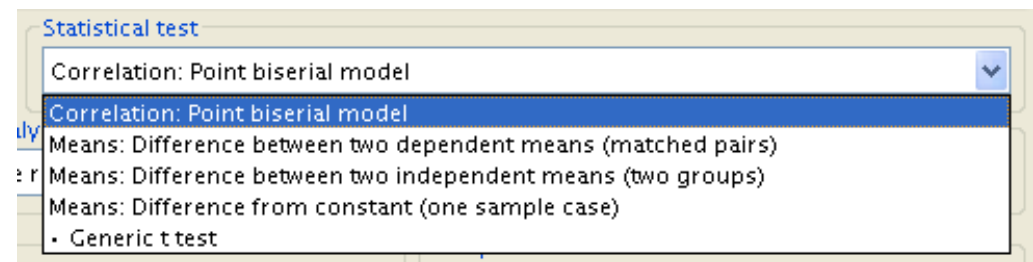 Statistical test
Correlation: Point biserial model
Correlation: Point biserial model
Means: Difference between two dependent means (matched pairs)
Means: Difference between two independent means (two groups)
Means: Difference from constant (one sample case)
• Generic t test